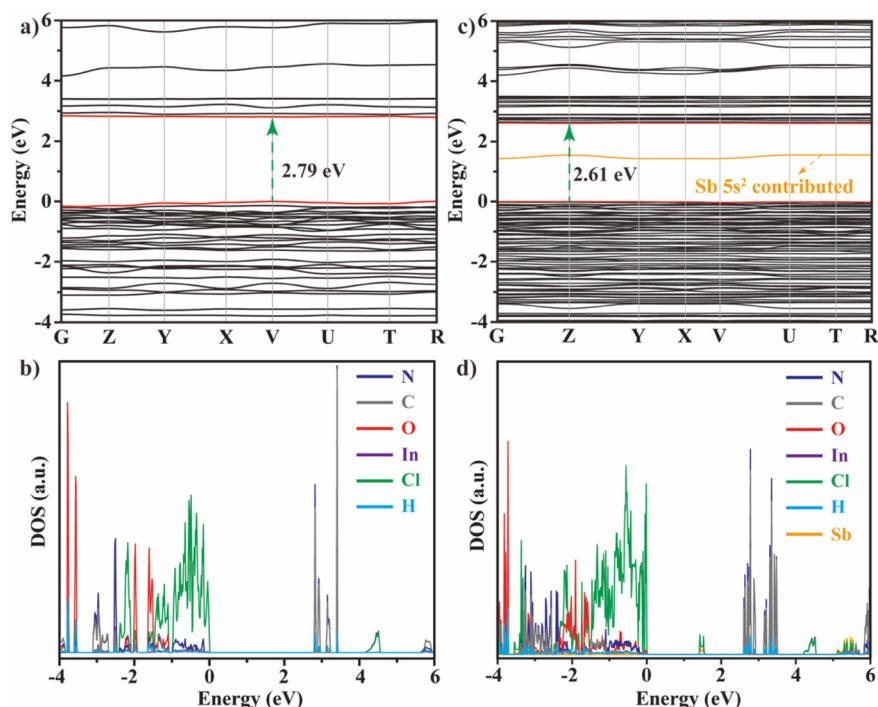 a)
6
4
2
0
-2
-4
Energy (eV)
2.79 eV
G Z Y X V U T R
c)
6
4
2
0
-2
-4
Energy (eV)
2.61 eV
Sb 5s² contributed
G Z Y X V U T R
b)
N
C
O
In
Cl
H
DOS (a.u.)
-4 -2 0 2 4 6
Energy (eV)
d)
N
C
O
In
Cl
H
Sb
DOS (a.u.)
-4 -2 0 2 4 6
Energy (eV)